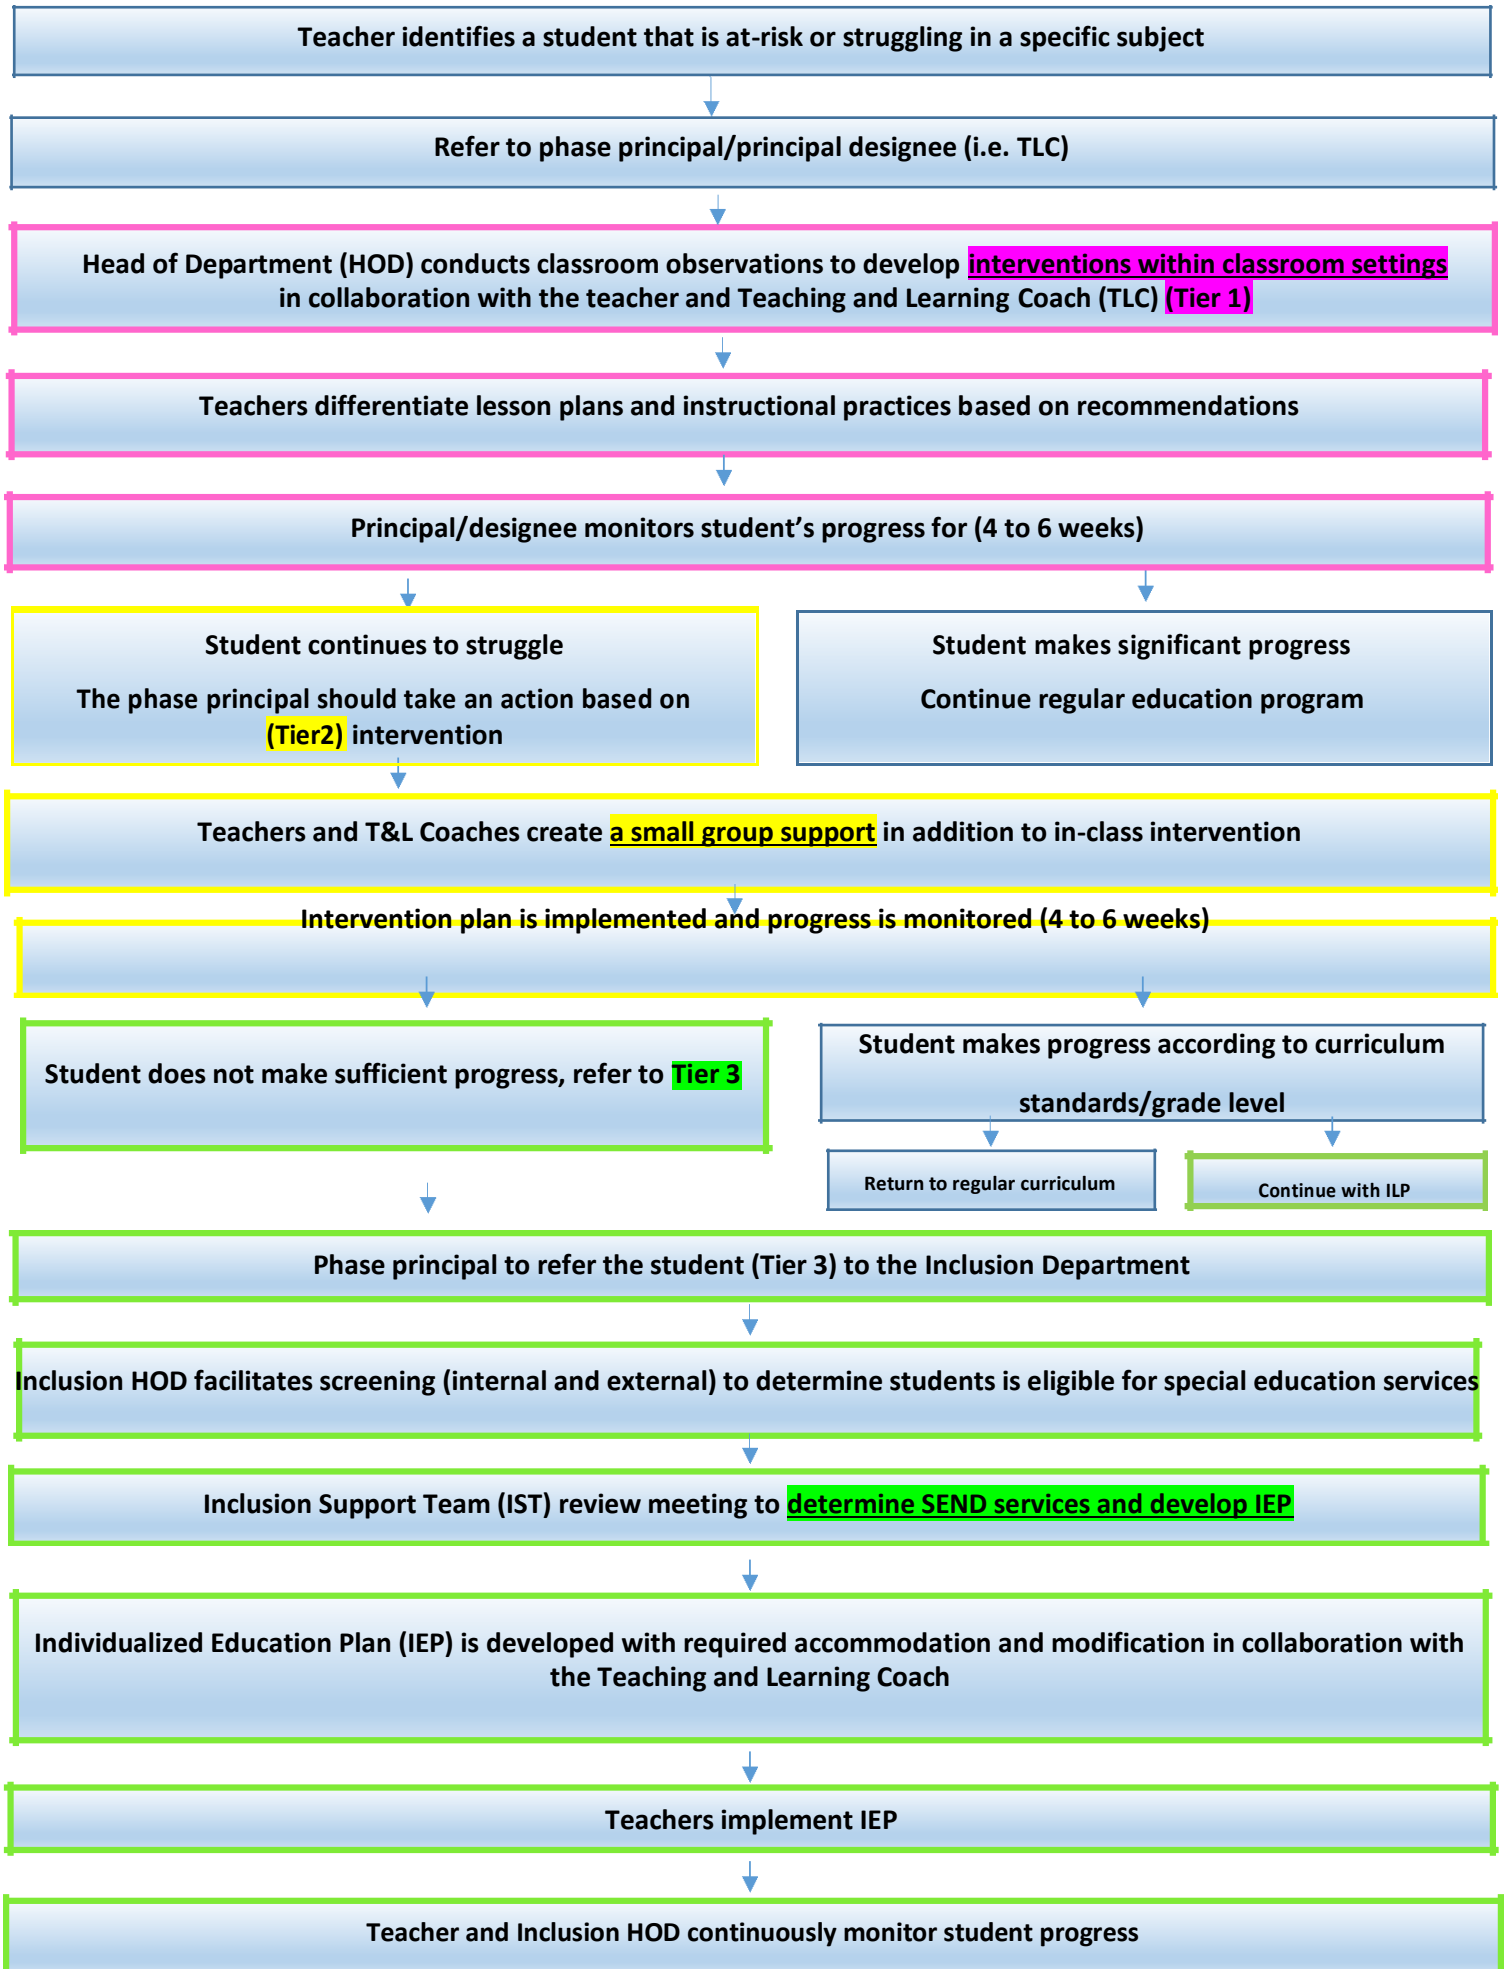 Teacher identifies a student that is at-risk or struggling in a specific subject
Refer to phase principal/principal designee (i.e. TLC)
Head of Department (HOD) conducts classroom observations to develop interventions within classroom settings
in collaboration with the teacher and Teaching and Learning Coach (TLC) (Tier 1)
Teachers differentiate lesson plans and instructional practices based on recommendations
Principal/designee monitors student’s progress for (4 to 6 weeks)
Student continues to struggle
The phase principal should take an action based on
(Tier2) intervention
Student makes significant progress
Continue regular education program
Teachers and T&L Coaches create a small group support in addition to in-class intervention
Intervention plan is implemented and progress is monitored (4 to 6 weeks)
Student does not make sufficient progress, refer to Tier 3
Student makes progress according to curriculum
standards/grade level
Return to regular curriculum
Continue with ILP
Phase principal to refer the student (Tier 3) to the Inclusion Department
Inclusion HOD facilitates screening (internal and external) to determine students is eligible for special education services
Inclusion Support Team (IST) review meeting to determine SEND services and develop IEP
Individualized Education Plan (IEP) is developed with required accommodation and modification in collaboration with
the Teaching and Learning Coach
Teachers implement IEP
Teacher and Inclusion HOD continuously monitor student progress